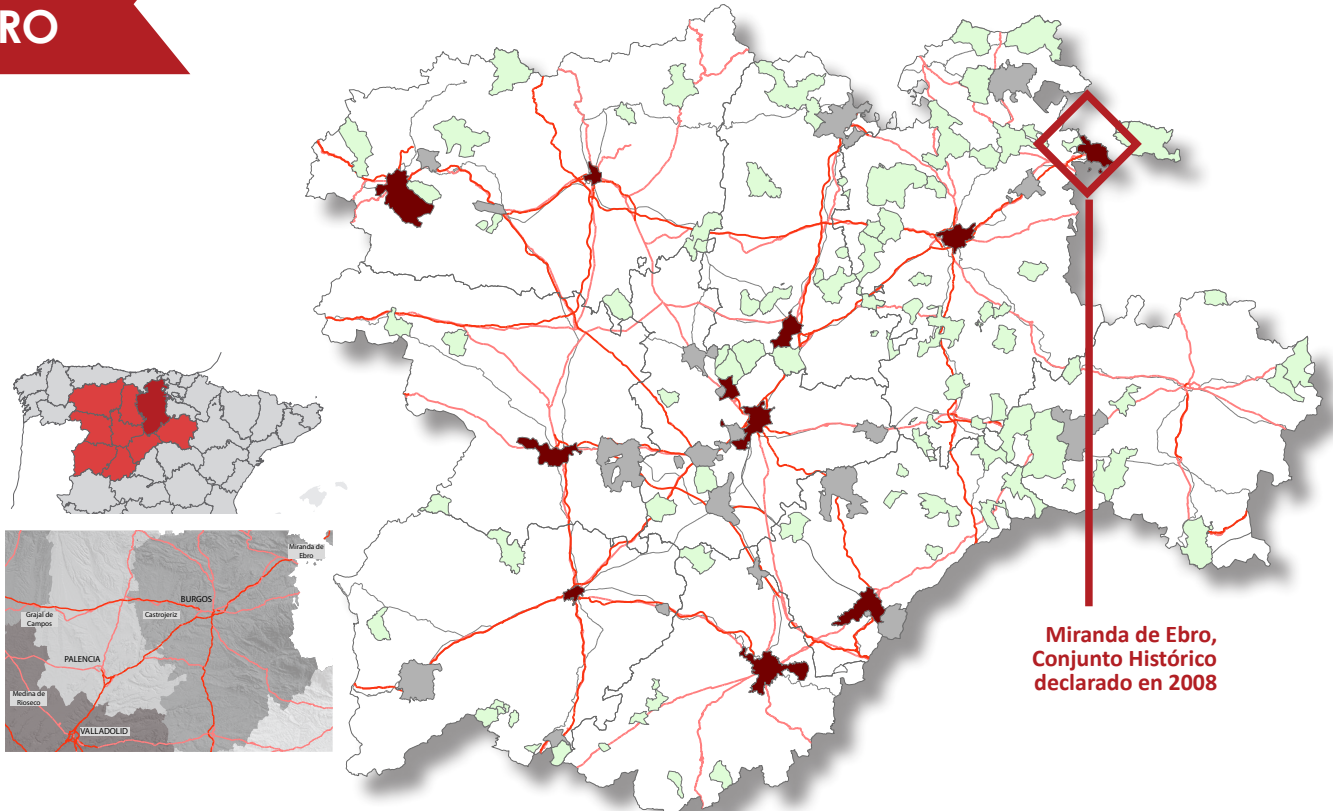 RO
Miranda de
Ebro
BURGOS
Grajal de
Campos
Castrojeriz
PALENCIA
Medina de
Rioseco
VALLADOLID
Miranda de Ebro,
Conjunto Histórico
declarado en 2008